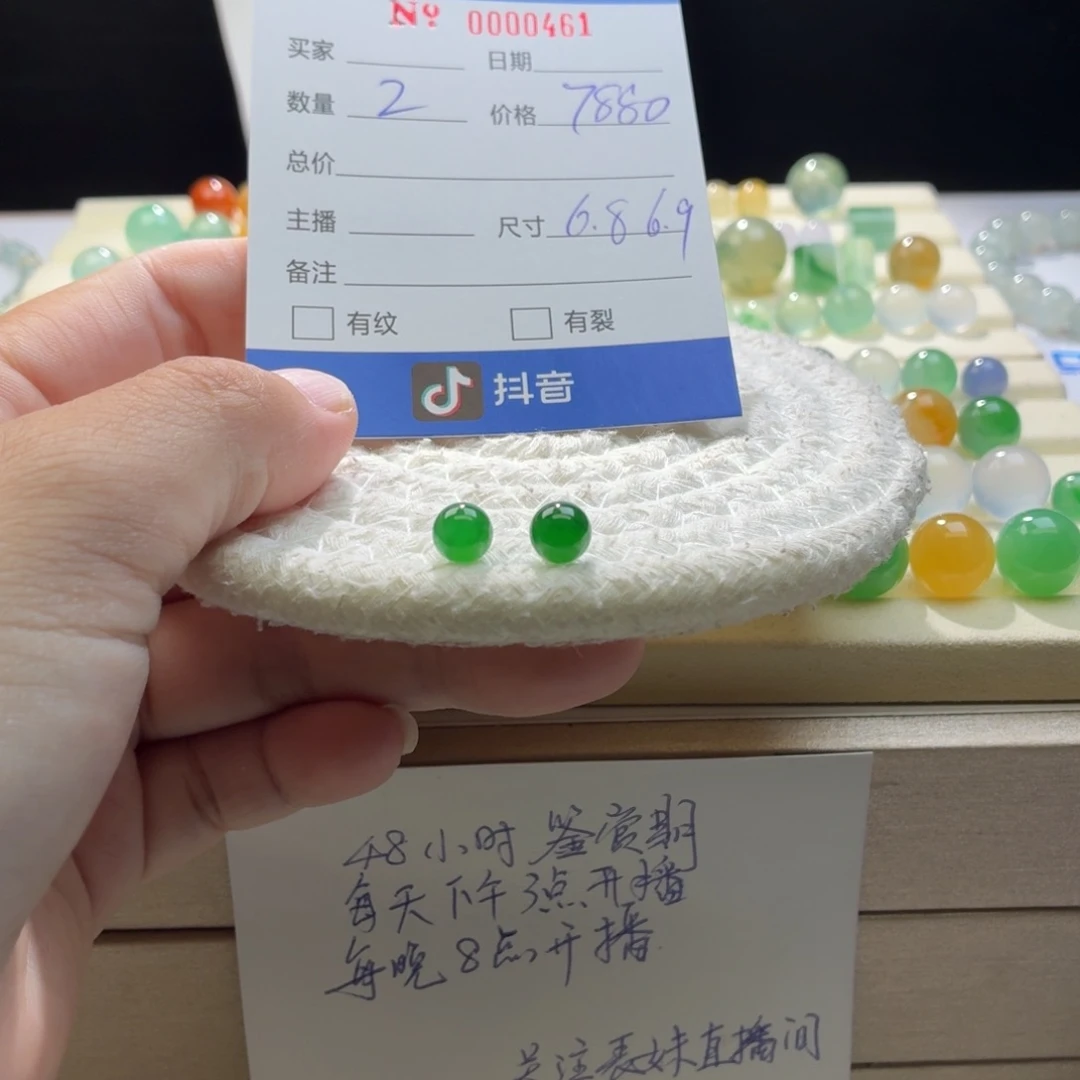 Nº 0000461
买家 日期
数量 2 价格 7880
总价
主播 尺寸 6.8 6.9
备注
有纹 有裂
抖音
48小时鉴赏期
每天下午3点开播
每晚8点开播
关注表妹直播间